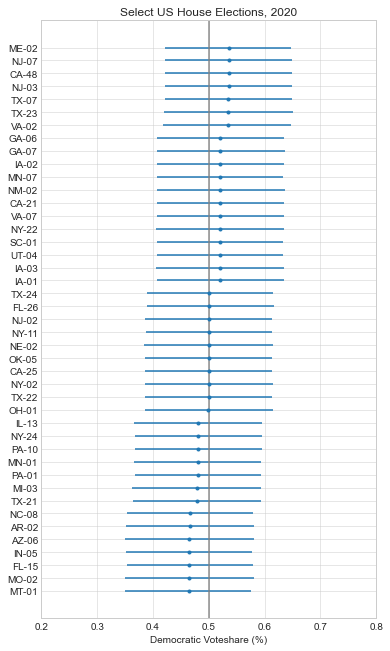 Select US House Elections, 2020
ME-02
NJ-07
CA-48
NJ-03
TX-07
TX-23
VA-02
GA-06
GA-07
IA-02
MN-07
NM-02
CA-21
VA-07
NY-22
SC-01
UT-04
IA-03
IA-01
TX-24
FL-26
NJ-02
NY-11
NE-02
OK-05
CA-25
NY-02
TX-22
OH-01
IL-13
NY-24
PA-10
MN-01
PA-01
MI-03
TX-21
NC-08
AR-02
AZ-06
IN-05
FL-15
MO-02
MT-01
0.2 0.3 0.4 0.5 0.6 0.7 0.8
Democratic Voteshare (%)